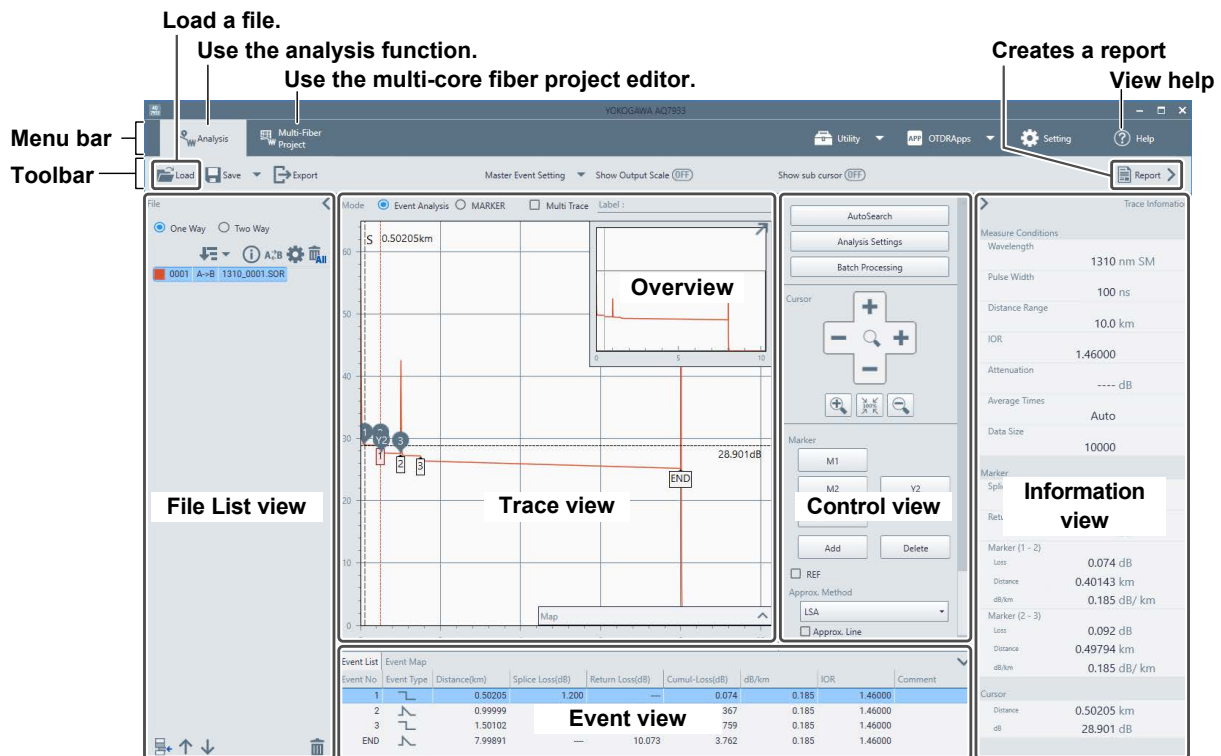 Load a file.
Use the analysis function.
Creates a report
Use the multi-core fiber project editor.
View help
YOKOGAWA AQ7933
Menu bar
Analysis
Multi-Fiber
Project
Utility
APP OTDRApps
Setting
Help
Toolbar
Load Save Export
Master Event Setting
Show Output Scale OFF
Show sub cursor OFF
Report
File
One Way Two Way
All
0001 A->B 1310_0001.SOR
File List view
Mode Event Analysis MARKER Multi Trace Label :
S 0.50205km
60
50
40
30
20
10
0
Overview
0 5 10
1 Y2 3
2 3
28.901dB
END
Trace view
Map
AutoSearch
Analysis Settings
Batch Processing
Cursor
100%
Marker
M1
M2 Y2
Control view
Add Delete
REF
Approx. Method
LSA
Approx. Line
Trace Infomation
Measure Conditions
Wavelength
1310 nm SM
Pulse Width
100 ns
Distance Range
10.0 km
IOR
1.46000
Attenuation
---- dB
Average Times
Auto
Data Size
10000
Marker
Information
view
Marker (1 - 2)
Loss 0.074 dB
Distance 0.40143 km
dB/km 0.185 dB/ km
Marker (2 - 3)
Loss 0.092 dB
Distance 0.49794 km
dB/km 0.185 dB/ km
Cursor
Distance 0.50205 km
dB 28.901 dB
Event List Event Map
Event No Event Type Distance(km) Splice Loss(dB) Return Loss(dB) Cumul-Loss(dB) dB/km IOR Comment
1 0.50205 1.200 --- 0.074 0.185 1.46000
2 0.99999 367 0.185 1.46000
3 1.50102 759 0.185 1.46000
END 7.99891 --- 10.073 3.762 0.185 1.46000
Event view